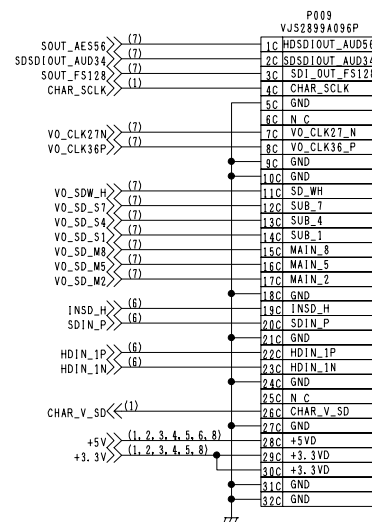 P009
VJS2899A096P
SOUT_AES56 (7) 1C HDSDIOUT_AUD56
SDSDIOUT_AUD34 (7) 2C SDSDIOUT_AUD34
SOUT_FS128 (7) 3C SDI_OUT_FS128
CHAR_SCLK (1) 4C CHAR_SCLK
5C GND
6C N C
VO_CLK27N (7) 7C VO_CLK27_N
VO_CLK36P (7) 8C VO_CLK36_P
9C GND
10C GND
VO_SDW_H (7) 11C SD_WH
VO_SD_S7 (7) 12C SUB_7
VO_SD_S4 (7) 13C SUB_4
VO_SD_S1 (7) 14C SUB_1
VO_SD_M8 (7) 15C MAIN_8
VO_SD_M5 (7) 16C MAIN_5
VO_SD_M2 (7) 17C MAIN_2
18C GND
INSD_H (6) 19C INSD_H
SDIN_P (6) 20C SDIN_P
21C GND
HDIN_1P (6) 22C HDIN_1P
HDIN_1N (6) 23C HDIN_1N
24C GND
25C N C
CHAR_V_SD (1) 26C CHAR_V_SD
27C GND
+5V (1, 2, 3, 4, 5, 6, 8) 28C +5VD
+3.3V (1, 2, 3, 4, 5, 8) 29C +3.3VD
30C +3.3VD
31C GND
32C GND